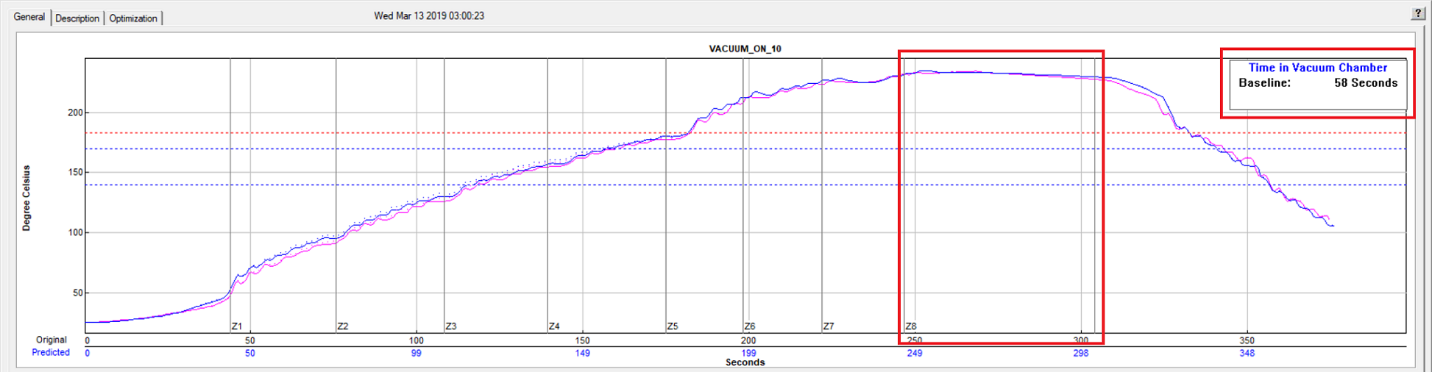 General Description Optimization Wed Mar 13 2019 03:00:23 ?
VACUUM_ON_10
Time in Vacuum Chamber
Baseline: 58 Seconds
Degree Celsius
200
150
100
50
Z1 Z2 Z3 Z4 Z5 Z6 Z7 Z8
Original 0 50 100 150 200 250 300 350
Predicted 0 50 99 149 199 249 298 348
Seconds